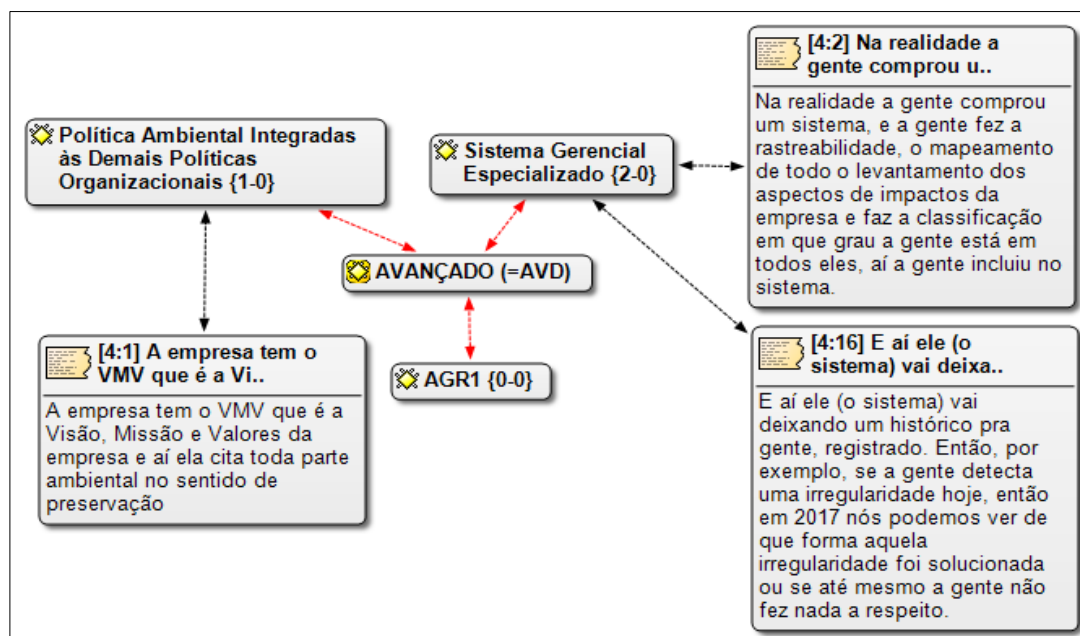 Política Ambiental Integradas
às Demais Políticas
Organizacionais {1-0}
Sistema Gerencial
Especializado {2-0}
[4:2] Na realidade a
gente comprou u..
Na realidade a gente comprou
um sistema, e a gente fez a
rastreabilidade, o mapeamento
de todo o levantamento dos
aspectos de impactos da
empresa e faz a classificação
em que grau a gente está em
todos eles, aí a gente incluiu no
sistema.
AVANÇADO (=AVD)
AGR1 {0-0}
[4:1] A empresa tem o
VMV que é a Vi..
A empresa tem o VMV que é a
Visão, Missão e Valores da
empresa e aí ela cita toda parte
ambiental no sentido de
preservação
[4:16] E aí ele (o
sistema) vai deixa..
E aí ele (o sistema) vai
deixando um histórico pra
gente, registrado. Então, por
exemplo, se a gente detecta
uma irregularidade hoje, então
em 2017 nós podemos ver de
que forma aquela
irregularidade foi solucionada
ou se até mesmo a gente não
fez nada a respeito.